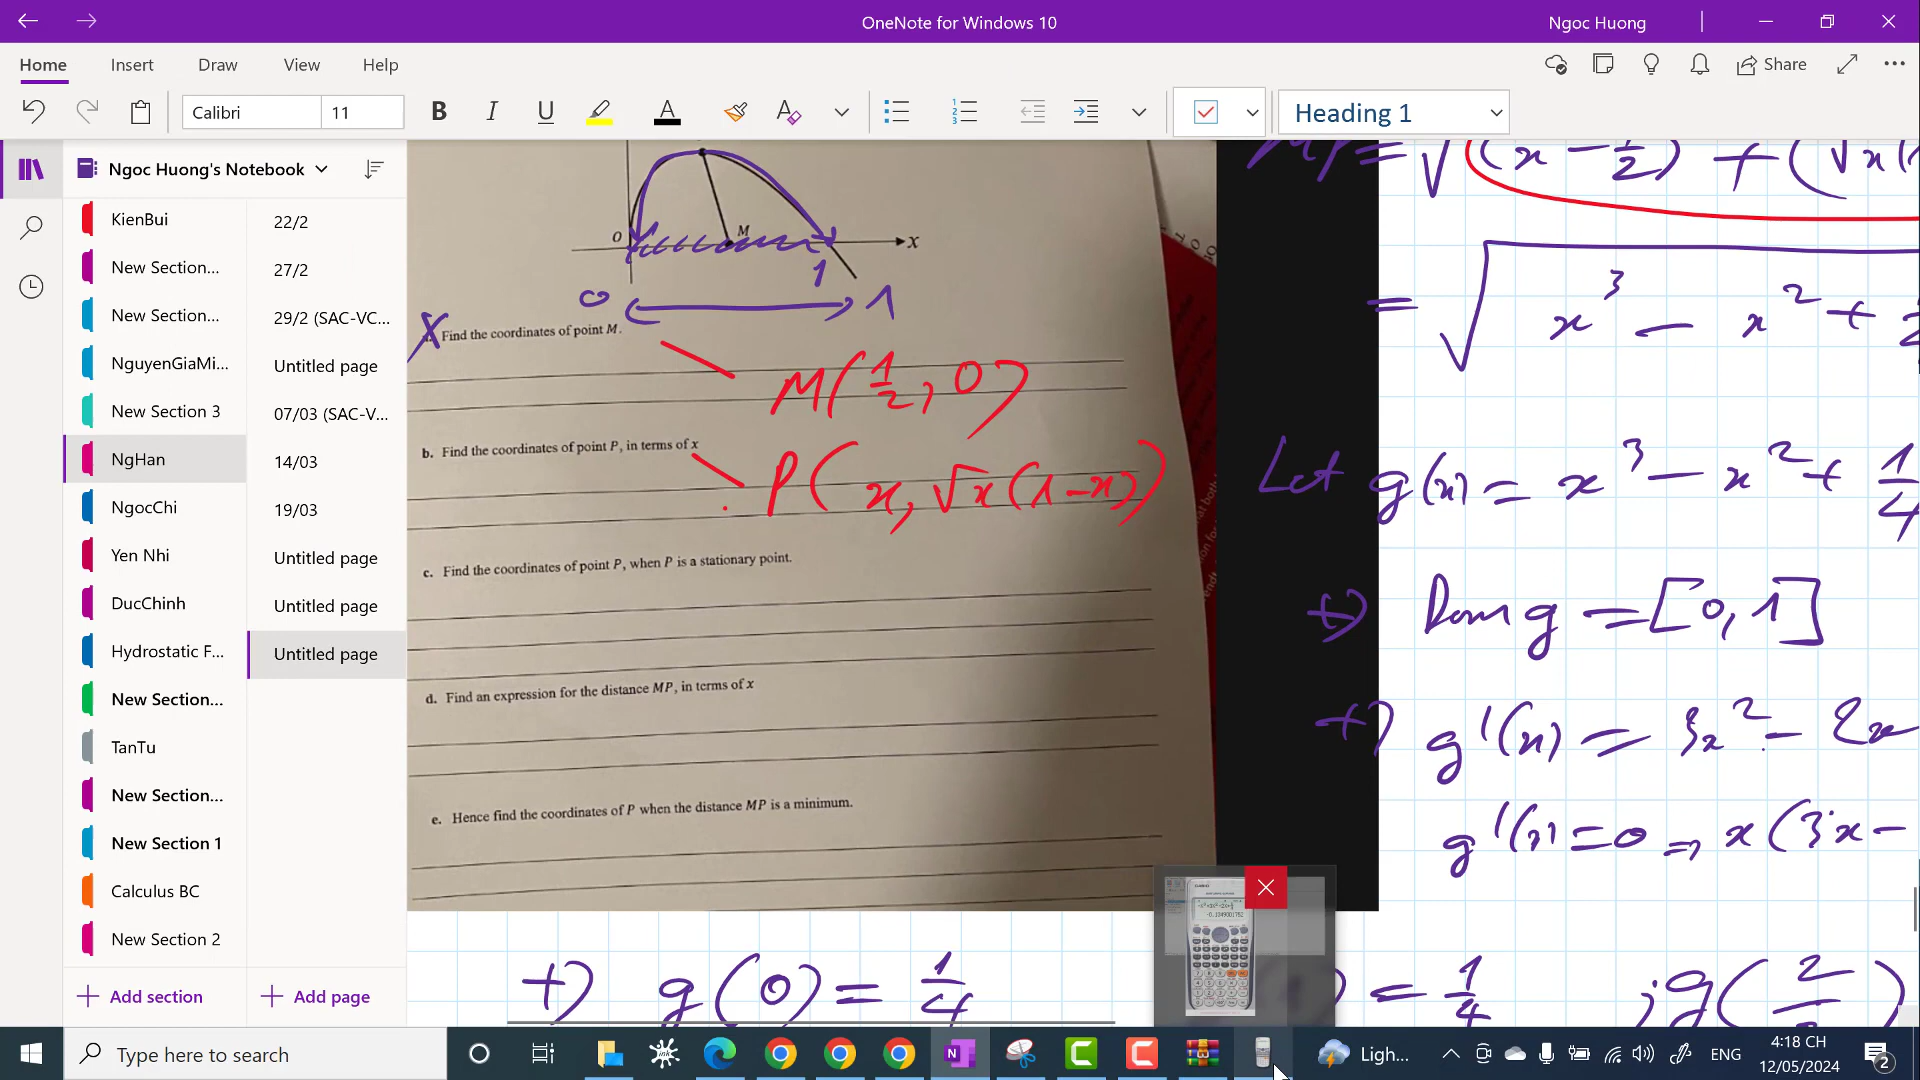 OneNote for Windows 10
Ngoc Huong
Home
Insert
Draw
View
Help
Share
Calibri
11
B
I
U
A
Heading 1
Ngoc Huong's Notebook
KienBui
New Section...
New Section...
NguyenGiaMi...
New Section 3
NgHan
NgocChi
Yen Nhi
DucChinh
Hydrostatic F...
New Section...
TanTu
New Section...
New Section 1
Calculus BC
New Section 2
Add section
22/2
27/2
29/2 (SAC-VC...
Untitled page
07/03 (SAC-V...
14/03
19/03
Untitled page
Untitled page
Untitled page
Add page
O
M
x
1
0
1
Find the coordinates of point M.
M(1/2, 0)
b. Find the coordinates of point P, in terms of x
P(x, √x(1-x))
c. Find the coordinates of point P, when P is a stationary point.
d. Find an expression for the distance MP, in terms of x
e. Hence find the coordinates of P when the distance MP is a minimum.
MP = √(x - 1/2) + (√x(1
= √x³ - x² +
Let g(x) = x³ - x² + 1/4
+) Dom g = [0, 1]
+) g'(x) = 3x² - 2x
g'(x) = 0 ⇒ x(3x -
+) g(0) = 1/4
) = 1/4
; g(2/
Type here to search
Ligh...
ENG
4:18 CH
12/05/2024
2